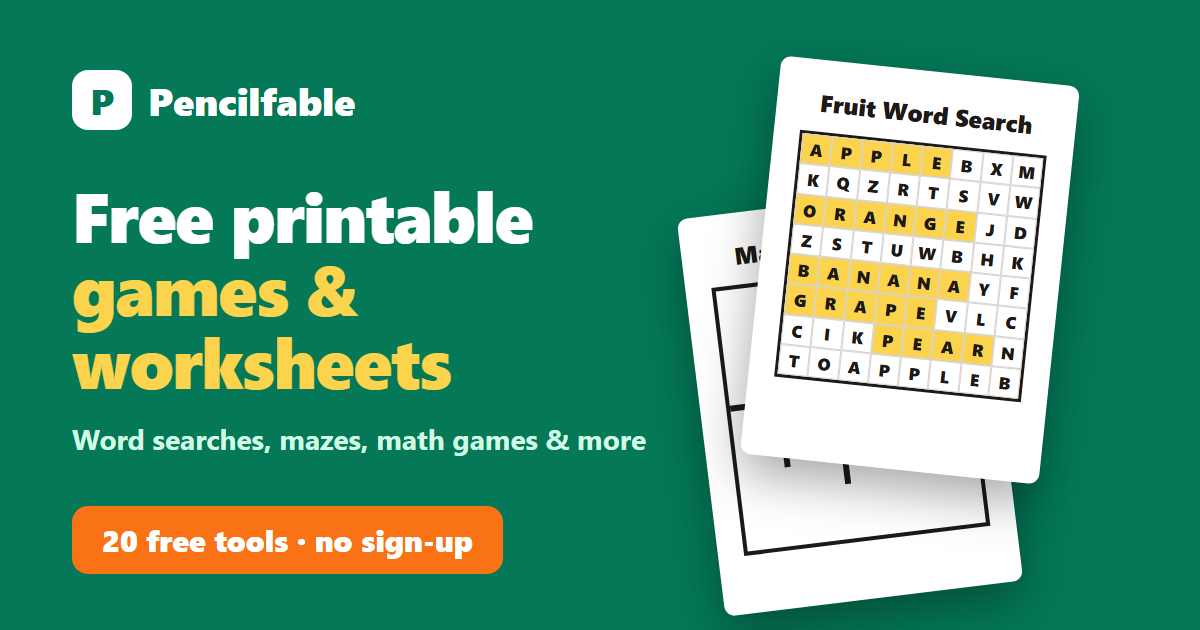 P Pencilfable
Free printable
games &
worksheets
Word searches, mazes, math games & more
20 free tools · no sign-up
Fruit Word Search
A P P L E B X M
K Q Z R T S V W
O R A N G E J D
Z S T U W B H K
B A N A N A Y F
G R A P E V L C
C I K P E A R N
T O A P P L E B